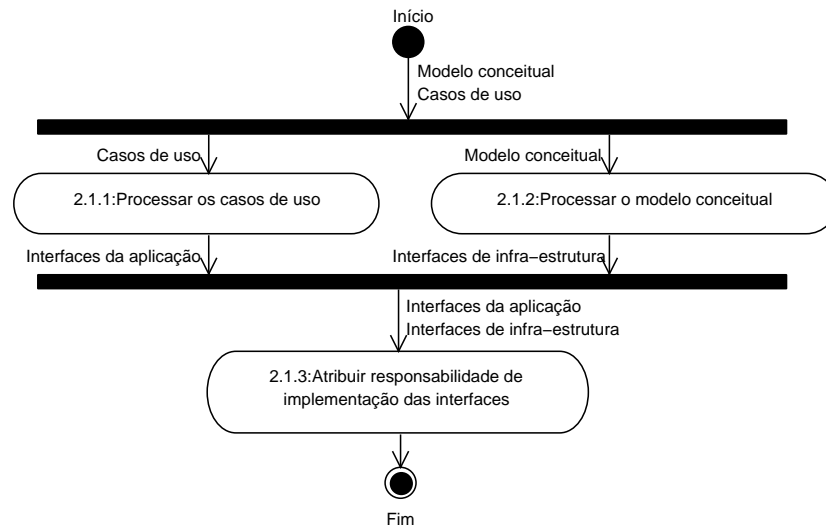 Início
Modelo conceitual
Casos de uso
Casos de uso
Modelo conceitual
2.1.1:Processar os casos de uso
2.1.2:Processar o modelo conceitual
Interfaces da aplicação
Interfaces de infra−estrutura
Interfaces da aplicação
Interfaces de infra−estrutura
2.1.3:Atribuir responsabilidade de
implementação das interfaces
Fim